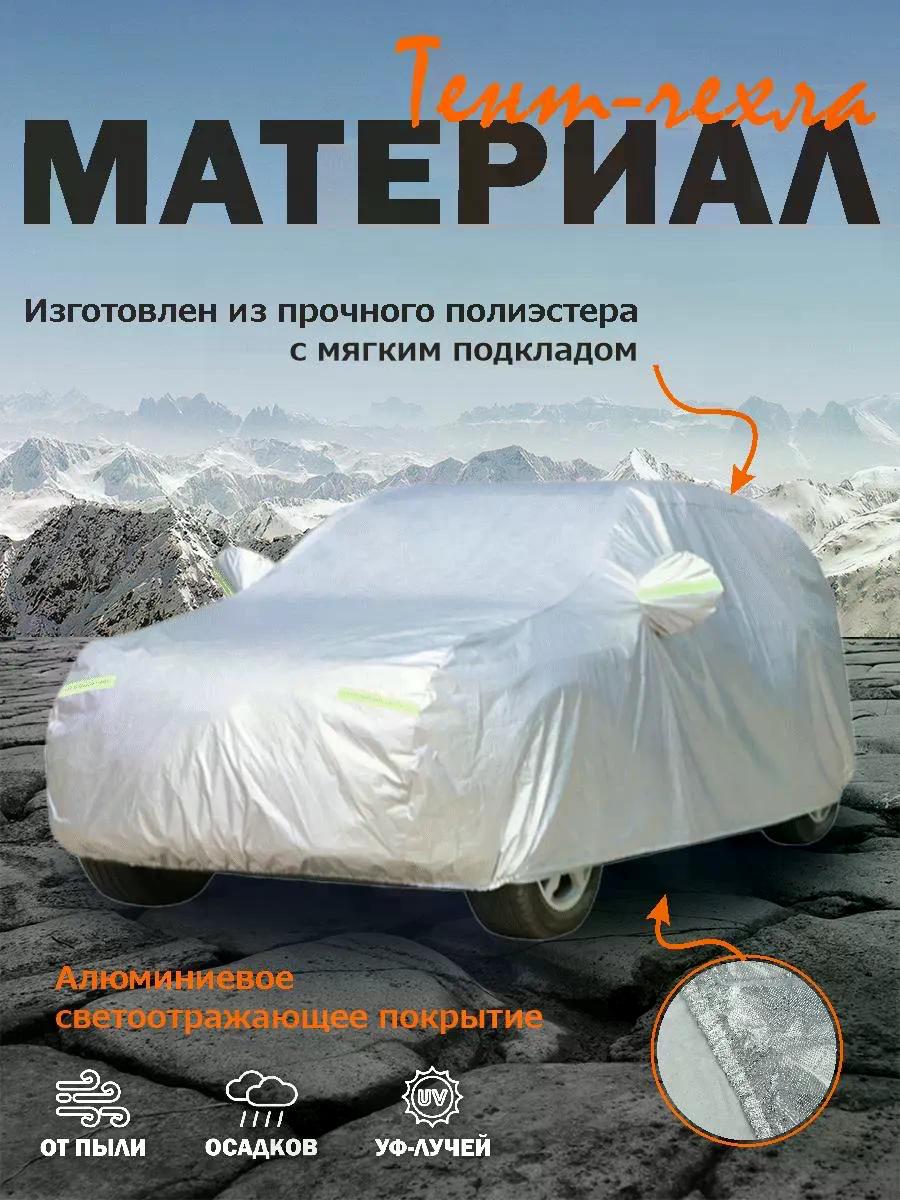 Тент-чехла
МАТЕРИАЛ
Изготовлен из прочного полиэстера
с мягким подкладом
Алюминиевое
светоотражающее покрытие
UV
ОТ ПЫЛИ
ОСАДКОВ
УФ-ЛУЧЕЙ